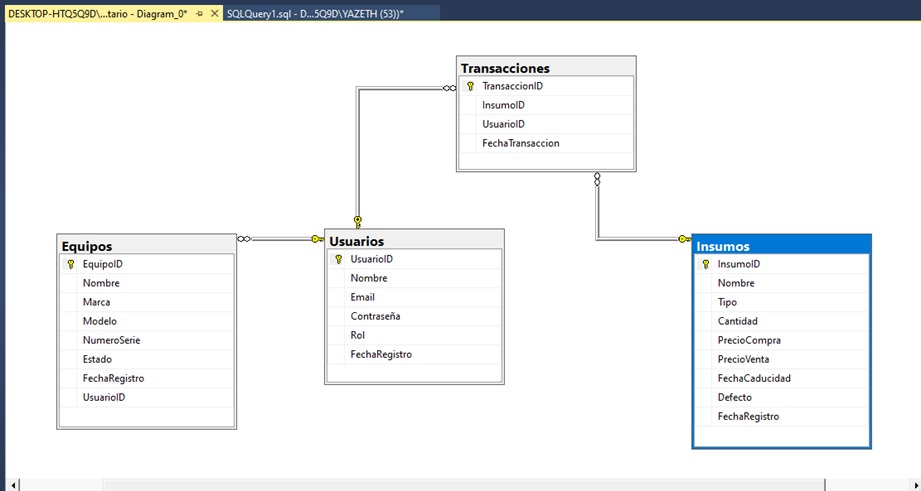 DESKTOP-HTQ5Q9D\...tario - Diagram_0*
SQLQuery1.sql - D...5Q9D\YAZETH (53))*
Transacciones
TransaccionID
InsumoID
UsuarioID
FechaTransaccion
Equipos
EquipoID
Nombre
Marca
Modelo
NumeroSerie
Estado
FechaRegistro
UsuarioID
Usuarios
UsuarioID
Nombre
Email
Contraseña
Rol
FechaRegistro
Insumos
InsumoID
Nombre
Tipo
Cantidad
PrecioCompra
PrecioVenta
FechaCaducidad
Defecto
FechaRegistro